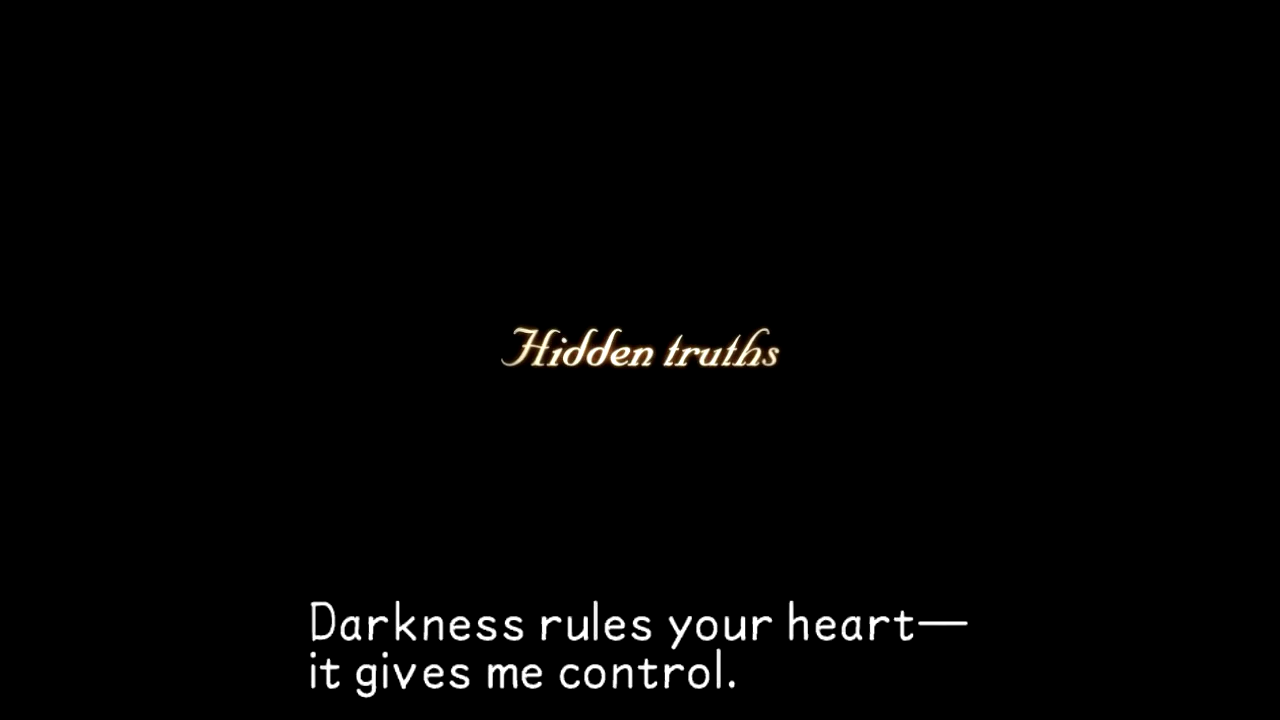 Hidden truths
Darkness rules your heart—
it gives me control.